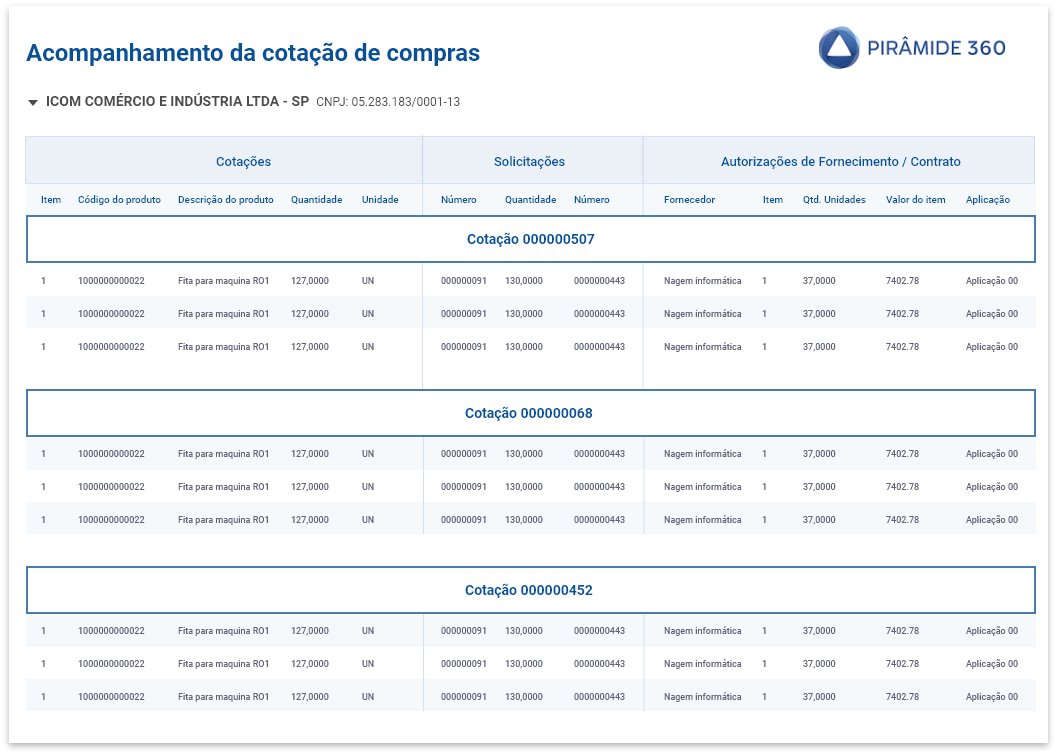 Acompanhamento da cotação de compras
PIRÂMIDE 360
ICOM COMÉRCIO E INDÚSTRIA LTDA - SP CNPJ: 05.283.183/0001-13
Cotações Solicitações Autorizações de Fornecimento / Contrato
Item Código do produto Descrição do produto Quantidade Unidade Número Quantidade Número Fornecedor Item Qtd. Unidades Valor do item Aplicação
Cotação 000000507
1 1000000000022 Fita para maquina RO1 127,0000 UN 000000091 130,0000 0000000443 Nagem informática 1 37,0000 7402.78 Aplicação 00
1 1000000000022 Fita para maquina RO1 127,0000 UN 000000091 130,0000 0000000443 Nagem informática 1 37,0000 7402.78 Aplicação 00
1 1000000000022 Fita para maquina RO1 127,0000 UN 000000091 130,0000 0000000443 Nagem informática 1 37,0000 7402.78 Aplicação 00
Cotação 000000068
1 1000000000022 Fita para maquina RO1 127,0000 UN 000000091 130,0000 0000000443 Nagem informática 1 37,0000 7402.78 Aplicação 00
1 1000000000022 Fita para maquina RO1 127,0000 UN 000000091 130,0000 0000000443 Nagem informática 1 37,0000 7402.78 Aplicação 00
1 1000000000022 Fita para maquina RO1 127,0000 UN 000000091 130,0000 0000000443 Nagem informática 1 37,0000 7402.78 Aplicação 00
Cotação 000000452
1 1000000000022 Fita para maquina RO1 127,0000 UN 000000091 130,0000 0000000443 Nagem informática 1 37,0000 7402.78 Aplicação 00
1 1000000000022 Fita para maquina RO1 127,0000 UN 000000091 130,0000 0000000443 Nagem informática 1 37,0000 7402.78 Aplicação 00
1 1000000000022 Fita para maquina RO1 127,0000 UN 000000091 130,0000 0000000443 Nagem informática 1 37,0000 7402.78 Aplicação 00